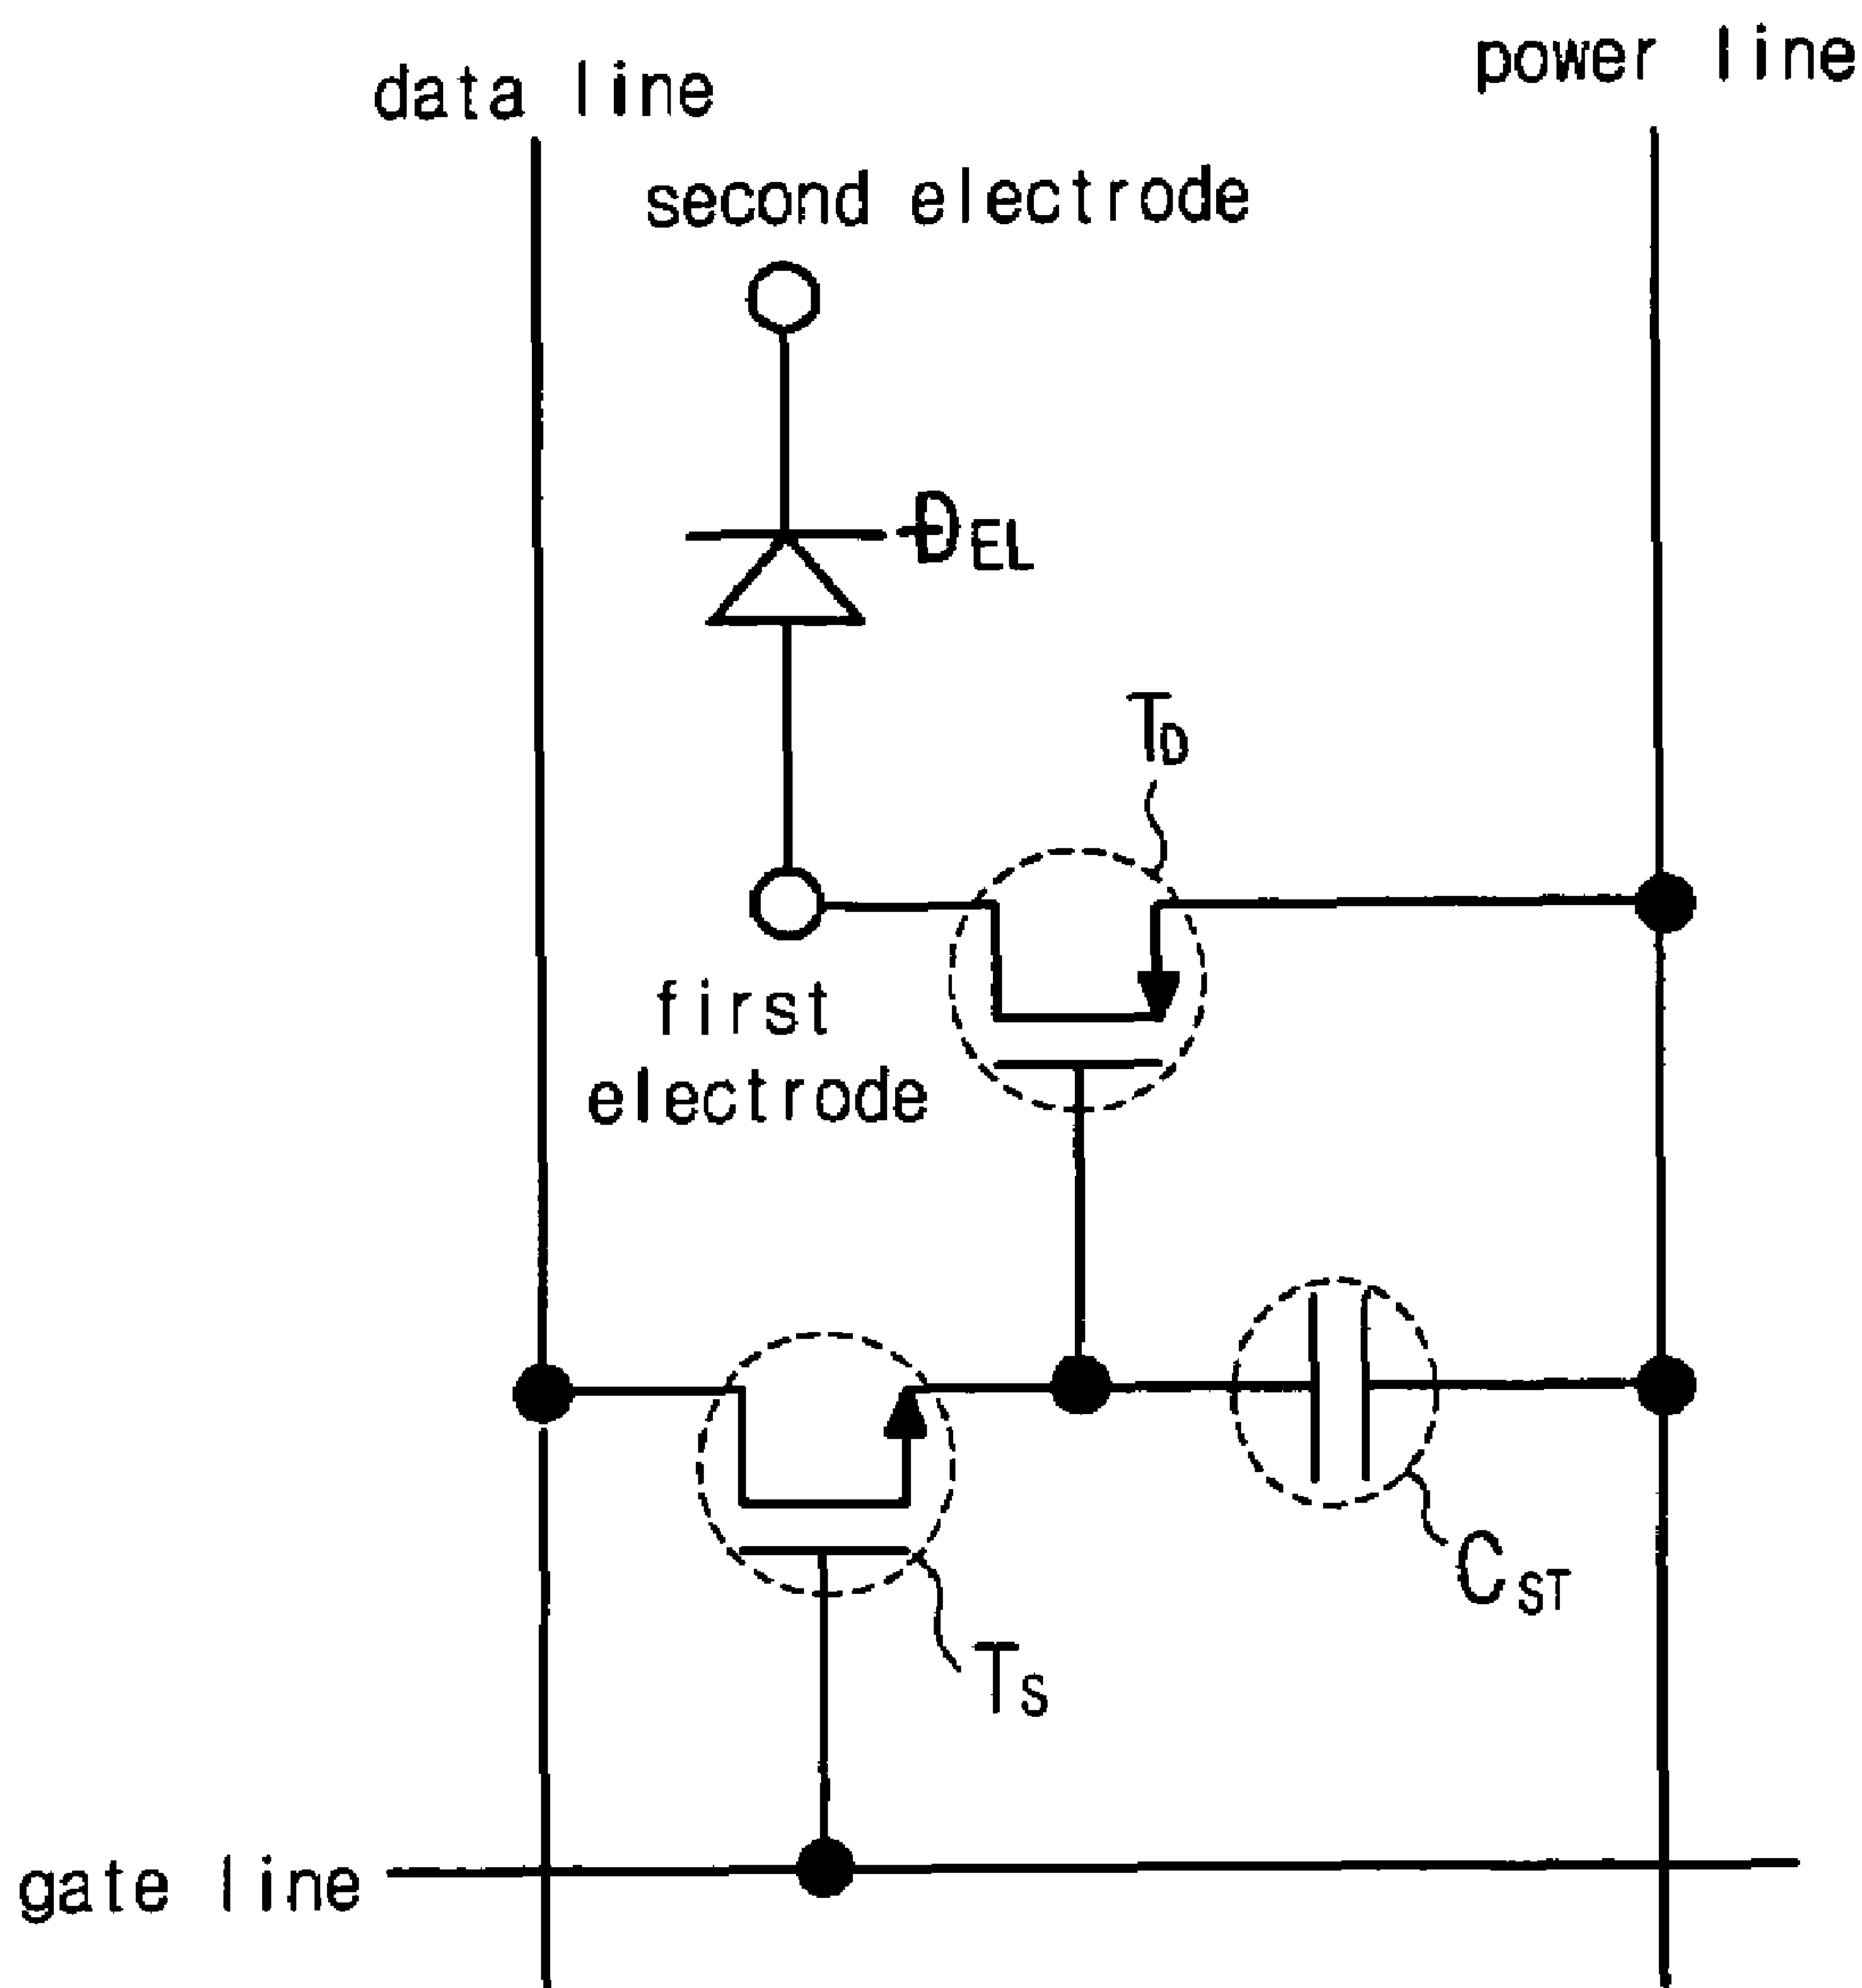 power line
data line
second electrode
DEL
TD
first
electrode
CST
TS
gate line